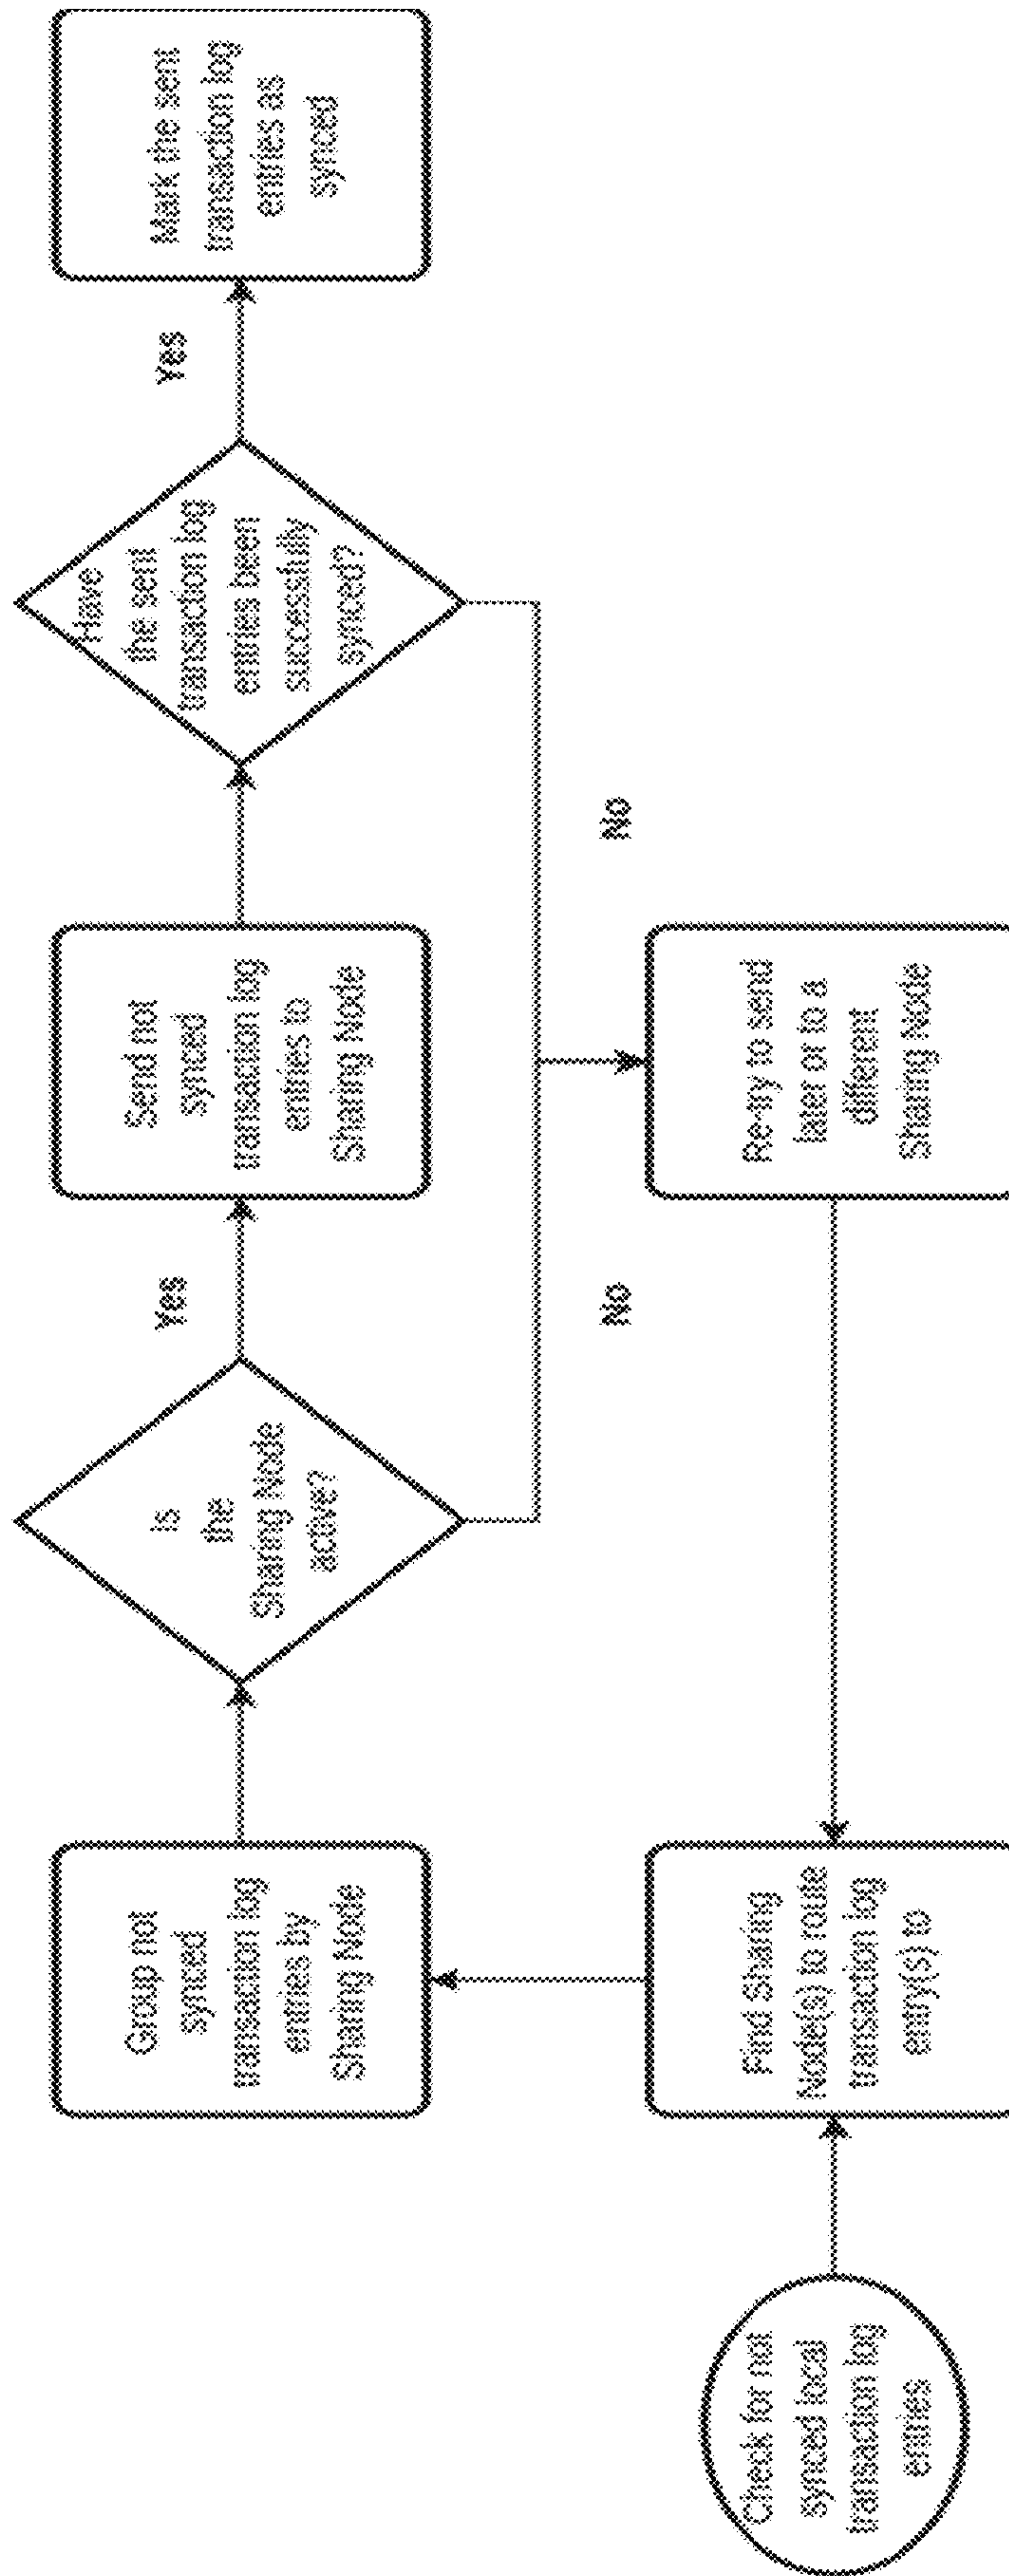 Check for not
synced local
transaction log
entries
Find Sharing
Node(s) to route
transaction log
entry(s) to
Group not
synced
transaction log
entries by
Sharing Node
Is
the
Sharing Node
active?
Yes
No
Send not
synced
transaction log
entries to
Sharing Node
Have
the sent
transaction log
entries been
successfully
synced?
Yes
No
Mark the sent
transaction log
entries as
synced
Re-try to send
later or to a
different
Sharing Node